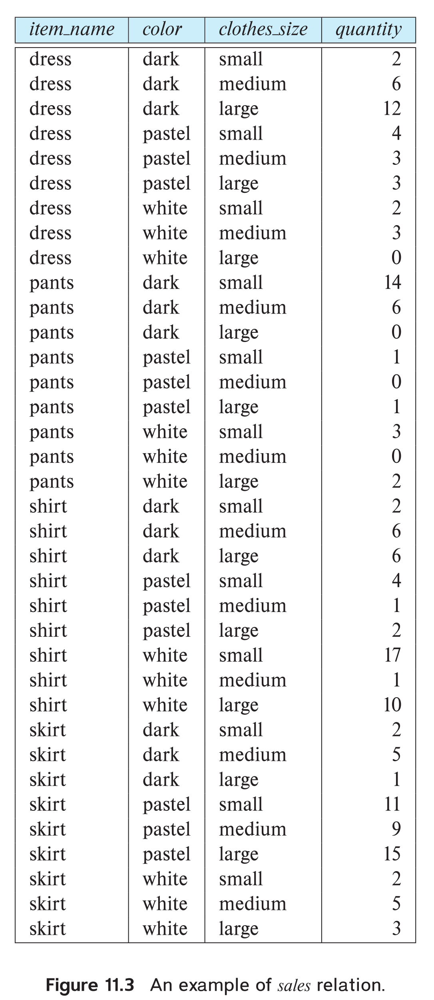 item_name color clothes_size quantity
dress dark small 2
dress dark medium 6
dress dark large 12
dress pastel small 4
dress pastel medium 3
dress pastel large 3
dress white small 2
dress white medium 3
dress white large 0
pants dark small 14
pants dark medium 6
pants dark large 0
pants pastel small 1
pants pastel medium 0
pants pastel large 1
pants white small 3
pants white medium 0
pants white large 2
shirt dark small 2
shirt dark medium 6
shirt dark large 6
shirt pastel small 4
shirt pastel medium 1
shirt pastel large 2
shirt white small 17
shirt white medium 1
shirt white large 10
skirt dark small 2
skirt dark medium 5
skirt dark large 1
skirt pastel small 11
skirt pastel medium 9
skirt pastel large 15
skirt white small 2
skirt white medium 5
skirt white large 3
Figure 11.3 An example of sales relation.